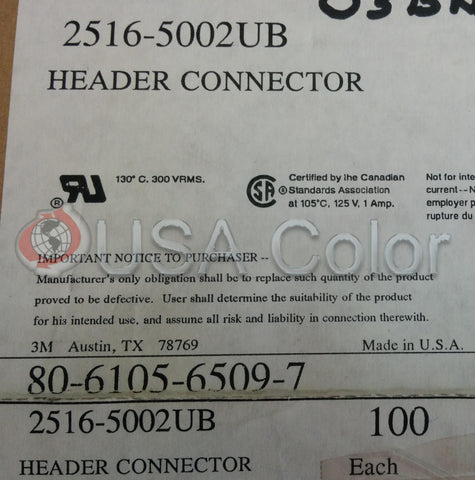 03BN
2516-5002UB
HEADER CONNECTOR
130° C. 300 VRMS.
Certified by the Canadian
Standards Association
at 105°C, 125 V, 1 Amp.
Not for inte
current--N
employer p
rupture du
USA Color
IMPORTANT NOTICE TO PURCHASER --
Manufacturer's only obligation shall be to replace such quantity of the product
proved to be defective. User shall determine the suitability of the product
for his intended use, and assume all risk and liability in connection therewith.
3M Austin, TX 78769 Made in U.S.A.
80-6105-6509-7
2516-5002UB 100
HEADER CONNECTOR Each